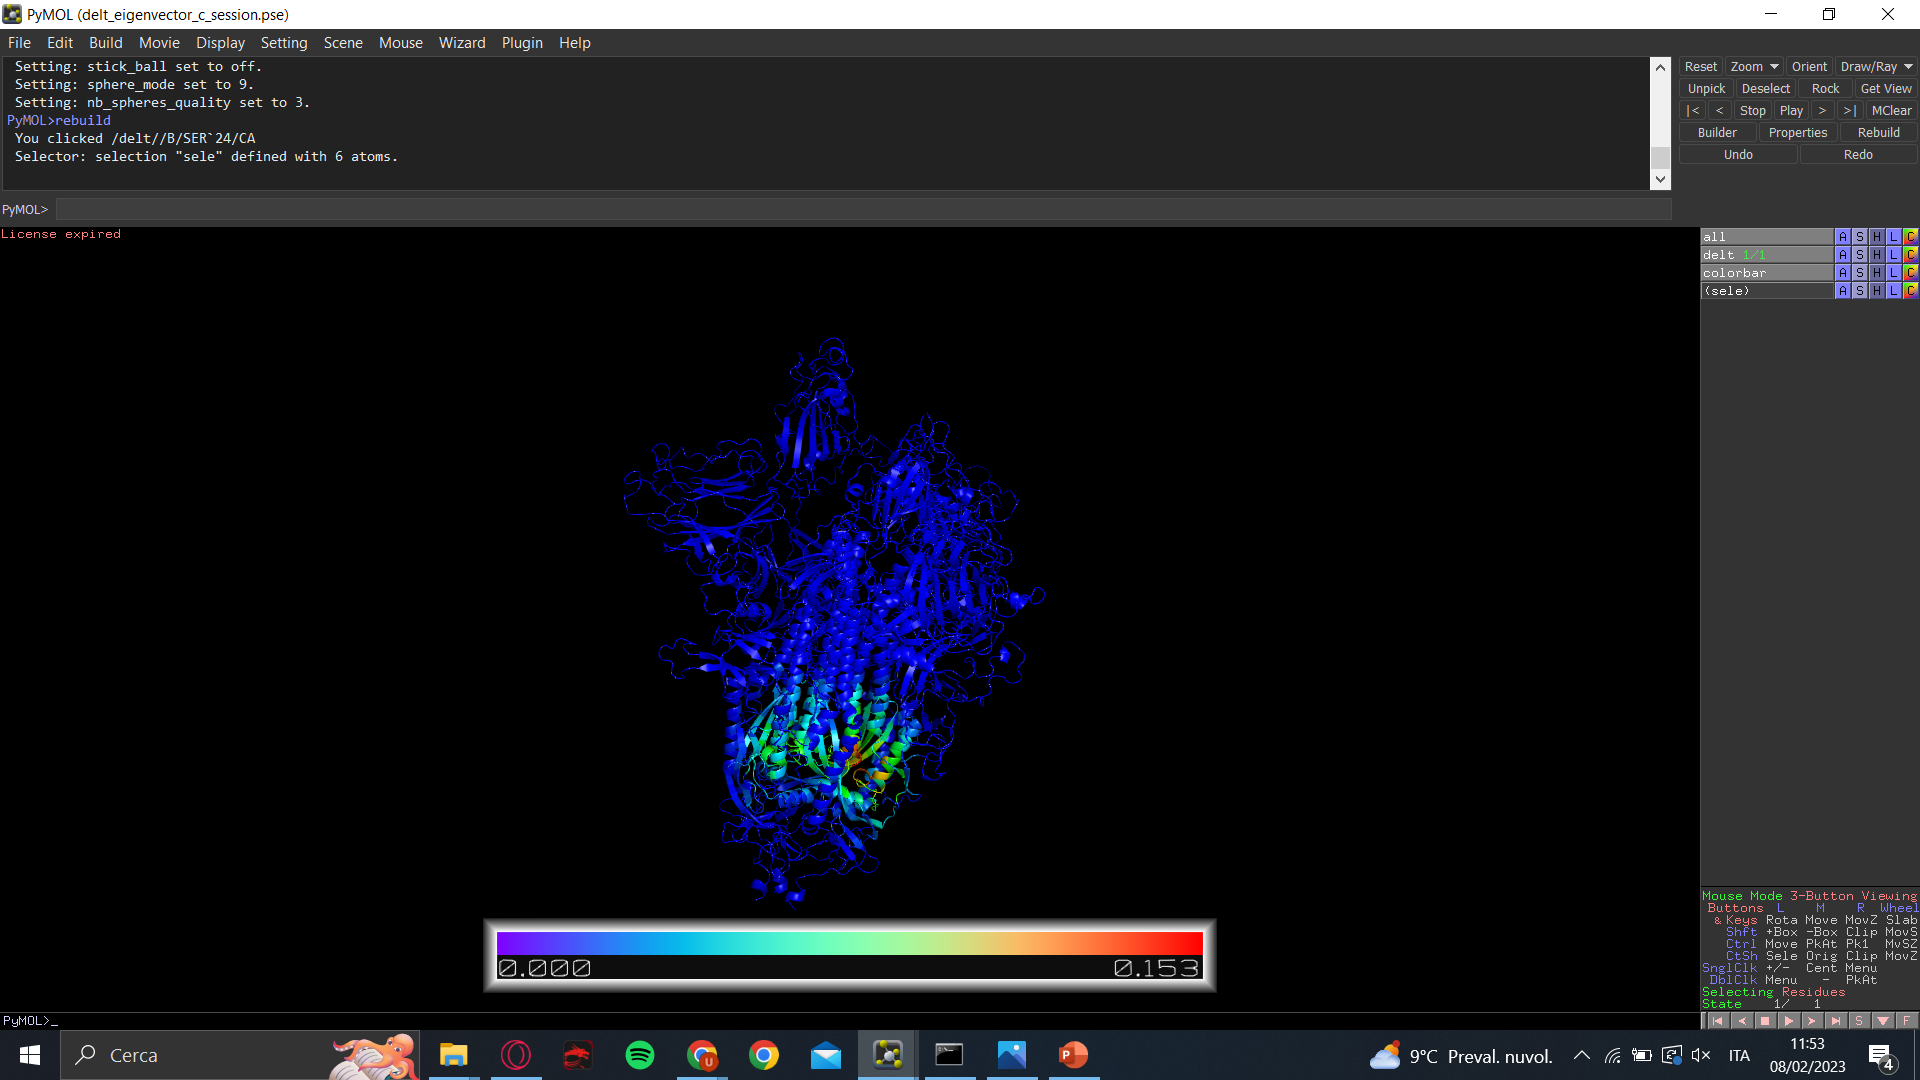 PyMOL (delt_eigenvector_c_session.pse)
File Edit Build Movie Display Setting Scene Mouse Wizard Plugin Help
Setting: stick_ball set to off.
Setting: sphere_mode set to 9.
Setting: nb_spheres_quality set to 3.
PyMOL>rebuild
You clicked /delt//B/SER`24/CA
Selector: selection "sele" defined with 6 atoms.
Reset Zoom Orient Draw/Ray
Unpick Deselect Rock Get View
|< < Stop Play > >| MClear
Builder Properties Rebuild
Undo Redo
PyMOL>
License expired
all A S H L C
delt 1/1 A S H L C
colorbar A S H L C
(sele) A S H L C
0.000 0.153
Mouse Mode 3-Button Viewing
Buttons L M R Wheel
& Keys Rota Move MovZ Slab
Shft +Box -Box Clip MovS
Ctrl Move PkAt Pk1 MvSZ
CtSh Sele Orig Clip MovZ
SnglClk +/- Cent Menu
DblClk Menu - PkAt
Selecting Residues
State 1/ 1
S F
PyMOL>_
Cerca
U
P
9°C Preval. nuvol.
ITA
11:53
08/02/2023
4